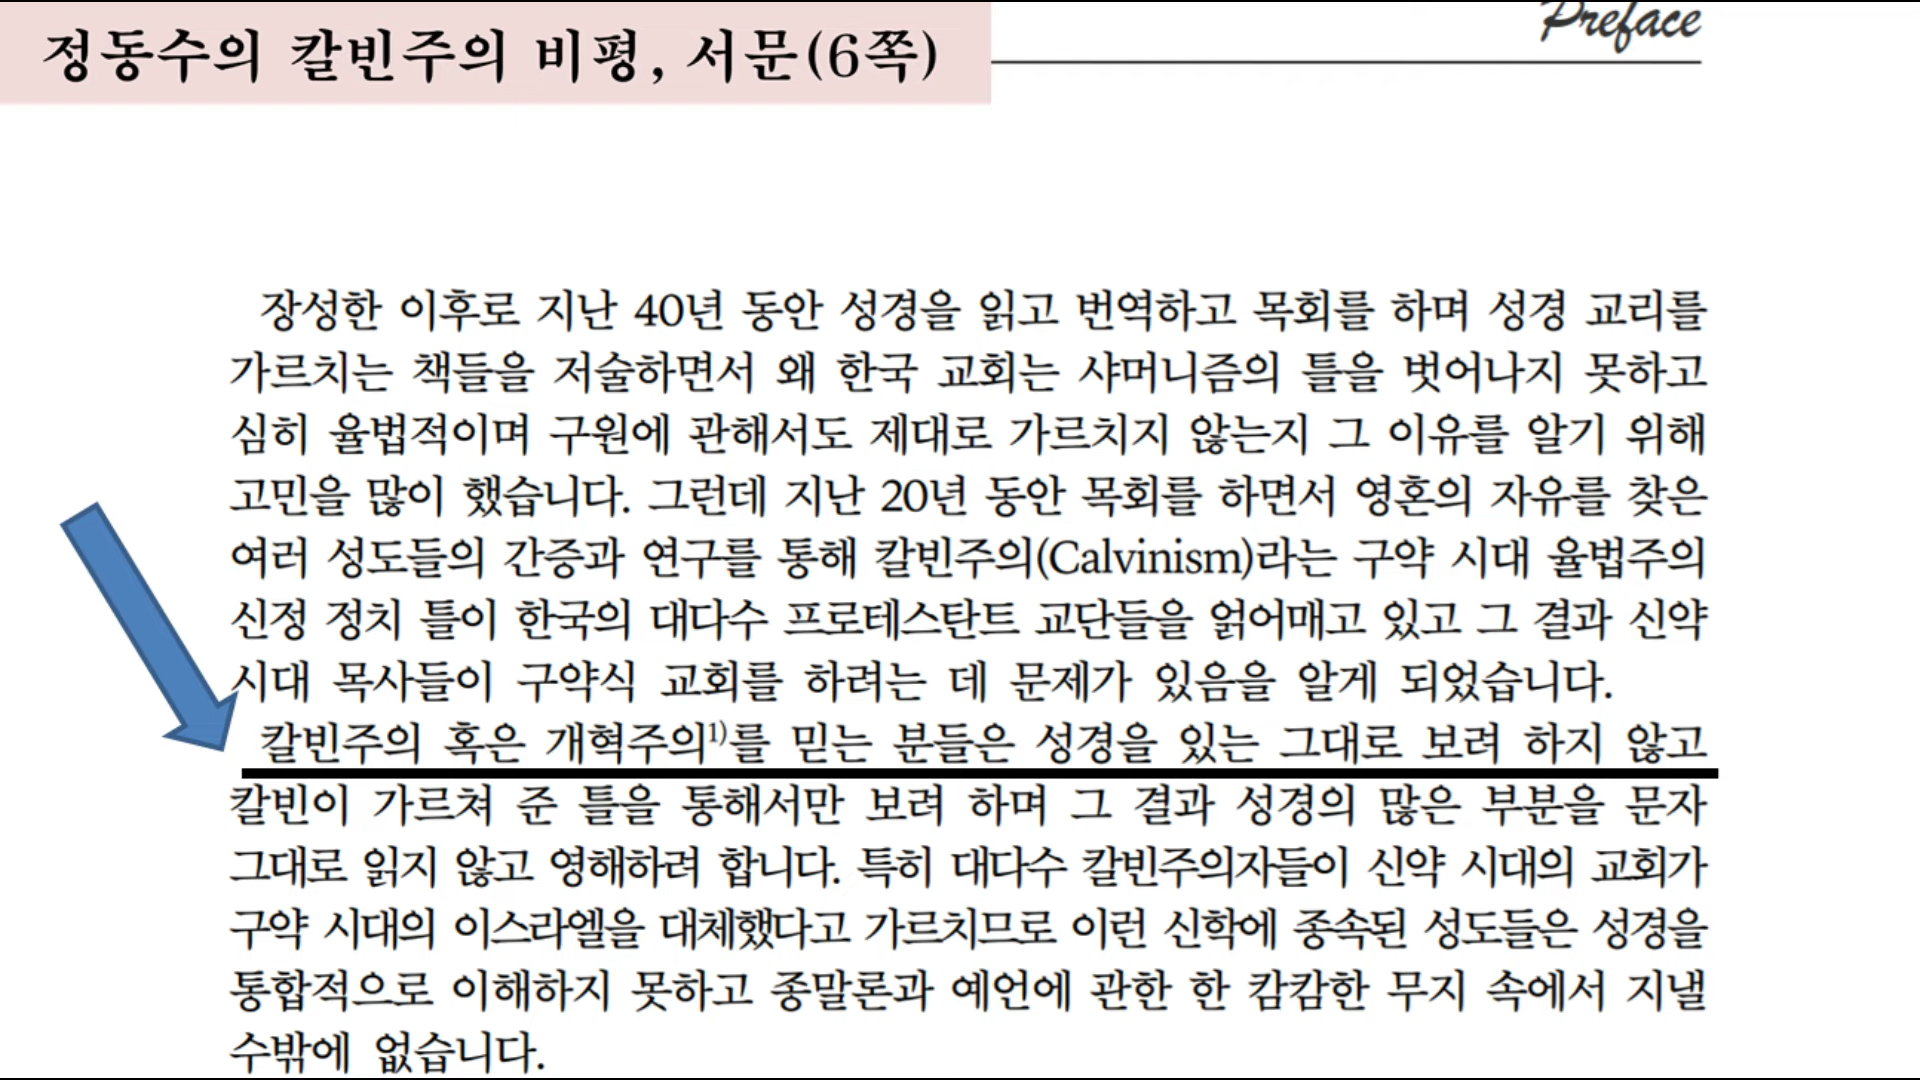 정동수의 칼빈주의 비평, 서문(6쪽)
Preface
장성한 이후로 지난 40년 동안 성경을 읽고 번역하고 목회를 하며 성경 교리를
가르치는 책들을 저술하면서 왜 한국 교회는 샤머니즘의 틀을 벗어나지 못하고
심히 율법적이며 구원에 관해서도 제대로 가르치지 않는지 그 이유를 알기 위해
고민을 많이 했습니다. 그런데 지난 20년 동안 목회를 하면서 영혼의 자유를 찾은
여러 성도들의 간증과 연구를 통해 칼빈주의(Calvinism)라는 구약 시대 율법주의
신정 정치 틀이 한국의 대다수 프로테스탄트 교단들을 얽어매고 있고 그 결과 신약
시대 목사들이 구약식 교회를 하려는 데 문제가 있음을 알게 되었습니다.
칼빈주의 혹은 개혁주의1)를 믿는 분들은 성경을 있는 그대로 보려 하지 않고
칼빈이 가르쳐 준 틀을 통해서만 보려 하며 그 결과 성경의 많은 부분을 문자
그대로 읽지 않고 영해하려 합니다. 특히 대다수 칼빈주의자들이 신약 시대의 교회가
구약 시대의 이스라엘을 대체했다고 가르치므로 이런 신학에 종속된 성도들은 성경을
통합적으로 이해하지 못하고 종말론과 예언에 관한 한 캄캄한 무지 속에서 지낼
수밖에 없습니다.